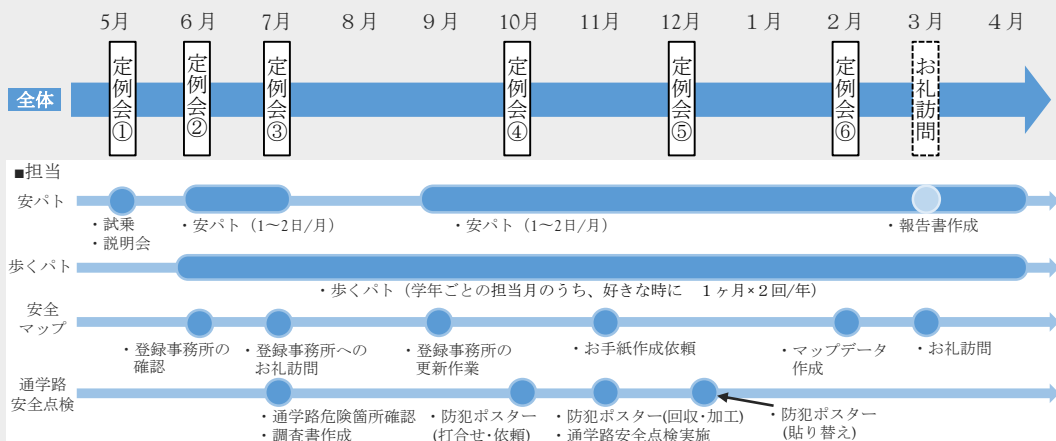 5月 6月 7月 8月 9月 10月 11月 12月 1月 2月 3月 4月
全体
定例会①
定例会②
定例会③
定例会④
定例会⑤
定例会⑥
お礼訪問
■担当
安パト
・試乗
・説明会
・安パト（1～2日/月）
・安パト（1～2日/月）
・報告書作成
歩くパト
・歩くパト（学年ごとの担当月のうち、好きな時に　1ヶ月×2回/年）
安全
マップ
・登録事務所の
確認
・登録事務所への
お礼訪問
・登録事務所の
更新作業
・お手紙作成依頼
・マップデータ
作成
・お礼訪問
通学路
安全点検
・通学路危険箇所確認
・調査書作成
・防犯ポスター
(打合せ･依頼)
・防犯ポスター(回収･加工)
・通学路安全点検実施
・防犯ポスター
(貼り替え)